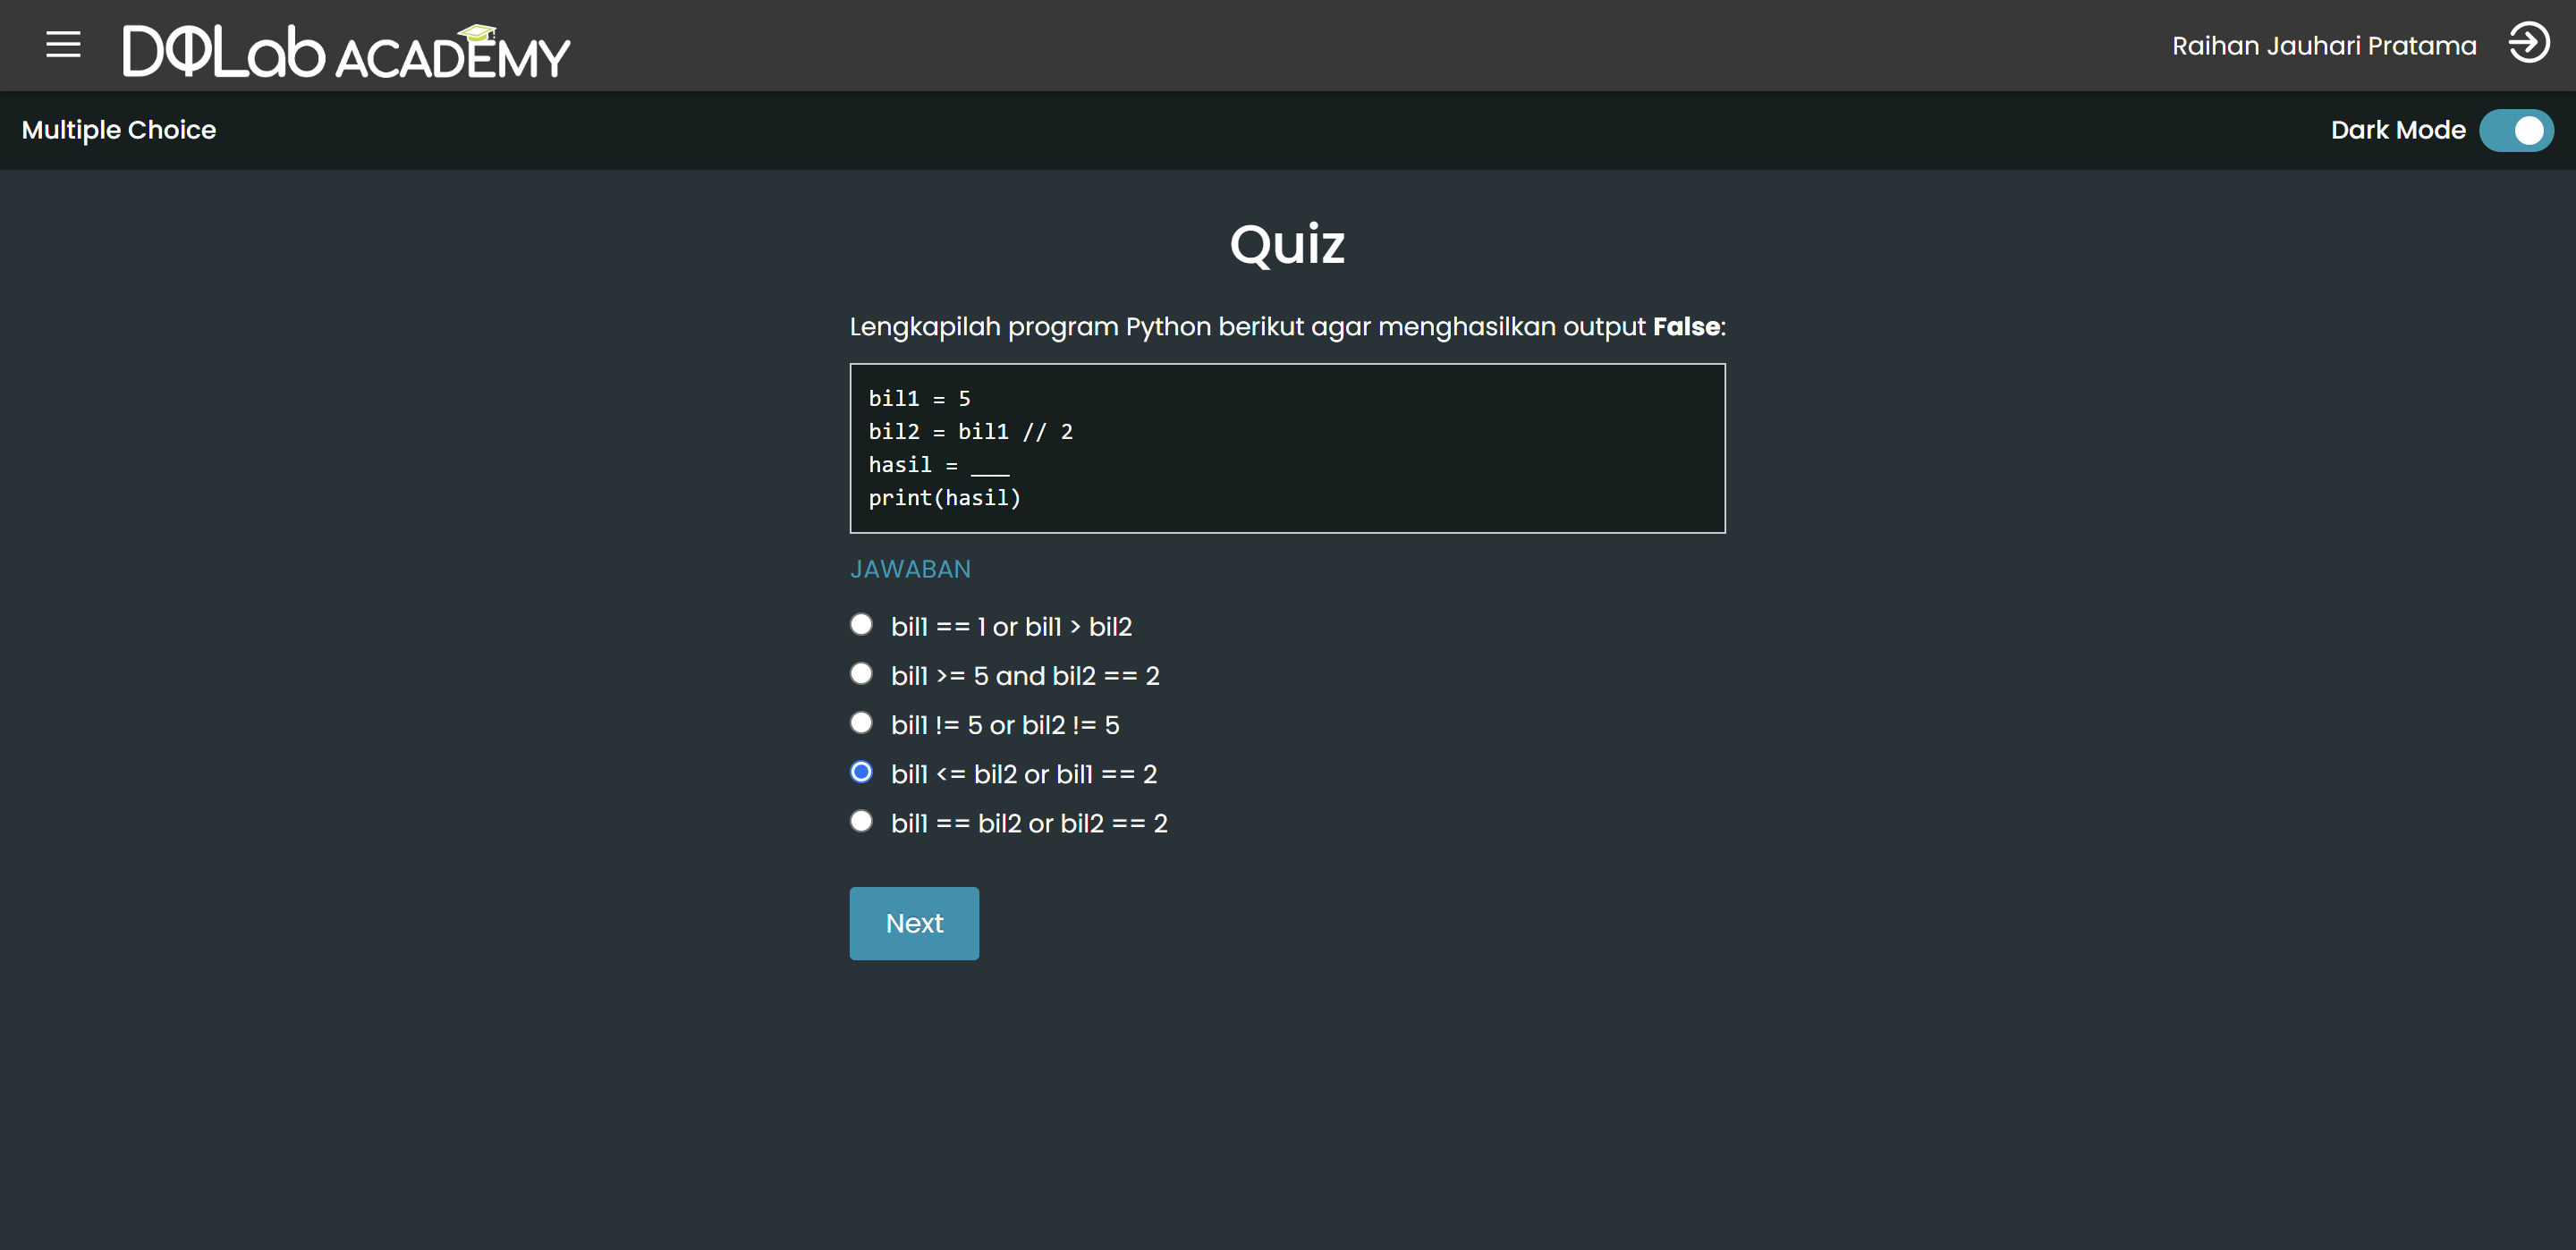 DQLab ACADEMY
Raihan Jauhari Pratama
Multiple Choice
Dark Mode
Quiz
Lengkapilah program Python berikut agar menghasilkan output False:
bil1 = 5
bil2 = bil1 // 2
hasil = ___
print(hasil)
JAWABAN
bil1 == 1 or bil1 > bil2
bil1 >= 5 and bil2 == 2
bil1 != 5 or bil2 != 5
bil1 <= bil2 or bil1 == 2
bil1 == bil2 or bil2 == 2
Next